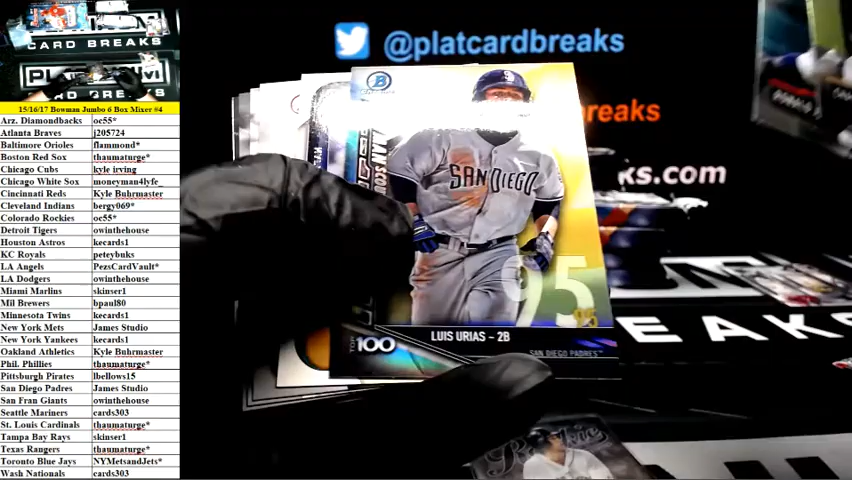 CARD BREAKS
PLATINUM
15/16/17 Bowman Jumbo 6 Box Mixer #4
Arz. Diamondbacks oc55*
Atlanta Braves j205724
Baltimore Orioles flammond*
Boston Red Sox thaumaturge*
Chicago Cubs kyle irving
Chicago White Sox moneyman4lyfe_
Cincinnati Reds Kyle Buhrmaster
Cleveland Indians bergy069*
Colorado Rockies oc55*
Detroit Tigers owinthehouse
Houston Astros kecards1
KC Royals peteybuks
LA Angels PezsCardVault*
LA Dodgers owinthehouse
Miami Marlins skinser1
Mil Brewers bpaul80
Minnesota Twins kecards1
New York Mets James Studio
New York Yankees kecards1
Oakland Athletics Kyle Buhrmaster
Phil. Phillies thaumaturge*
Pittsburgh Pirates lbellows15
San Diego Padres James Studio
San Fran Giants owinthehouse
Seattle Mariners cards303
St. Louis Cardinals thaumaturge*
Tampa Bay Rays skinser1
Texas Rangers thaumaturge*
Toronto Blue Jays NYMetsandJets*
Wash Nationals cards303
@platcardbreaks
breaks
ks.com
EAKS
B
SAN DIEGO
95
TOP 100
LUIS URIAS - 2B
SAN DIEGO PADRES
Rookie